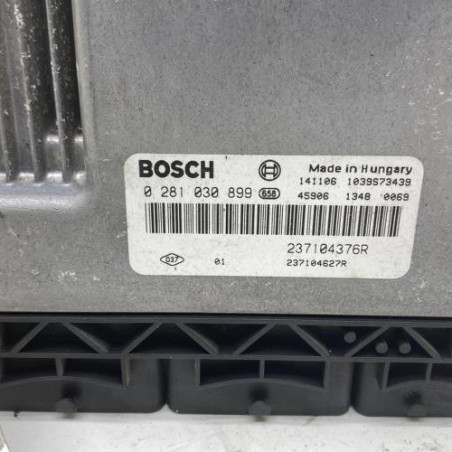 BOSCH Made in Hungary
141106 1039S73439
0 281 030 899 658 45906 1348 0069
237104376R
D37 01 237104627R